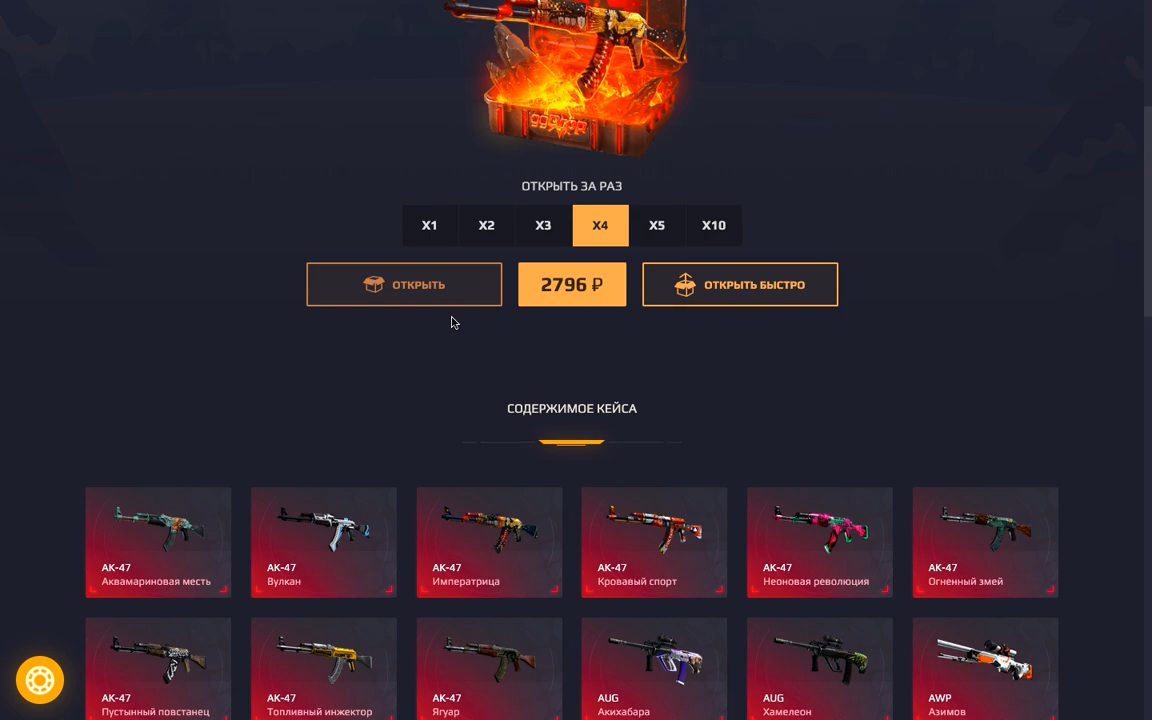 ggdrop
ОТКРЫТЬ ЗА РАЗ
X1 X2 X3 X4 X5 X10
ОТКРЫТЬ 2796 ₽ ОТКРЫТЬ БЫСТРО
СОДЕРЖИМОЕ КЕЙСА
AK-47 AK-47 AK-47 AK-47 AK-47 AK-47
Аквамариновая месть Вулкан Императрица Кровавый спорт Неоновая революция Огненный змей
AK-47 AK-47 AK-47 AUG AUG AWP
Пустынный повстанец Топливный инжектор Ягуар Акихабара Хамелеон Азимов